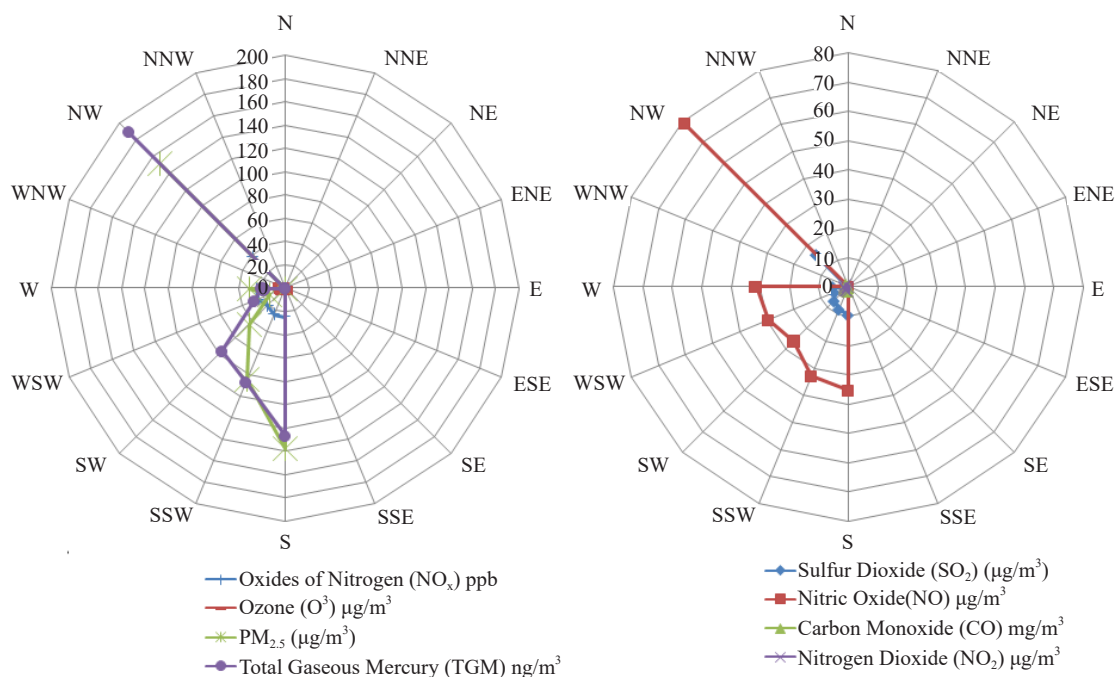 N
NNE
NE
ENE
E
ESE
SE
SSE
S
SSW
SW
WSW
W
WNW
NW
NNW
200
180
160
140
120
100
80
60
40
20
0
Oxides of Nitrogen (NOₓ) ppb
Ozone (O³) μg/m³
PM₂.₅ (μg/m³)
Total Gaseous Mercury (TGM) ng/m³
N
NNE
NE
ENE
E
ESE
SE
SSE
S
SSW
SW
WSW
W
WNW
NW
NNW
80
70
60
50
40
30
20
10
0
Sulfur Dioxide (SO₂) (μg/m³)
Nitric Oxide(NO) μg/m³
Carbon Monoxide (CO) mg/m³
Nitrogen Dioxide (NO₂) μg/m³